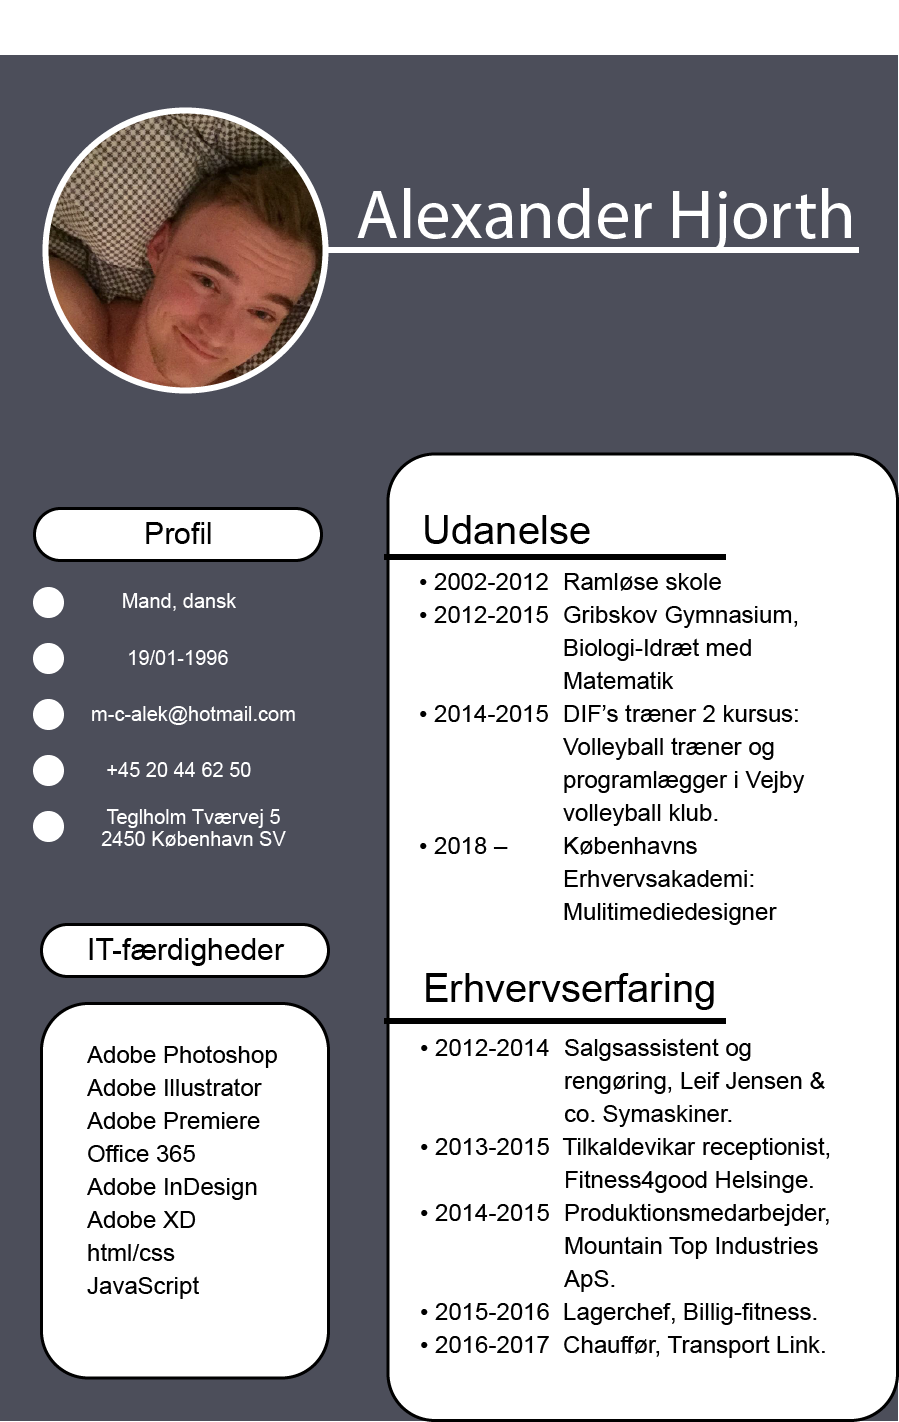 Alexander Hjorth
Profil
Mand, dansk
19/01-1996
m-c-alek@hotmail.com
+45 20 44 62 50
Teglholm Tværvej 5
2450 København SV
IT-færdigheder
Adobe Photoshop
Adobe Illustrator
Adobe Premiere
Office 365
Adobe InDesign
Adobe XD
html/css
JavaScript
Udanelse
• 2002-2012 Ramløse skole
• 2012-2015 Gribskov Gymnasium,
Biologi-Idræt med
Matematik
• 2014-2015 DIF’s træner 2 kursus:
Volleyball træner og
programlægger i Vejby
volleyball klub.
• 2018 – Københavns
Erhvervsakademi:
Mulitimediedesigner
Erhvervserfaring
• 2012-2014 Salgsassistent og
rengøring, Leif Jensen &
co. Symaskiner.
• 2013-2015 Tilkaldevikar receptionist,
Fitness4good Helsinge.
• 2014-2015 Produktionsmedarbejder,
Mountain Top Industries
ApS.
• 2015-2016 Lagerchef, Billig-fitness.
• 2016-2017 Chauffør, Transport Link.